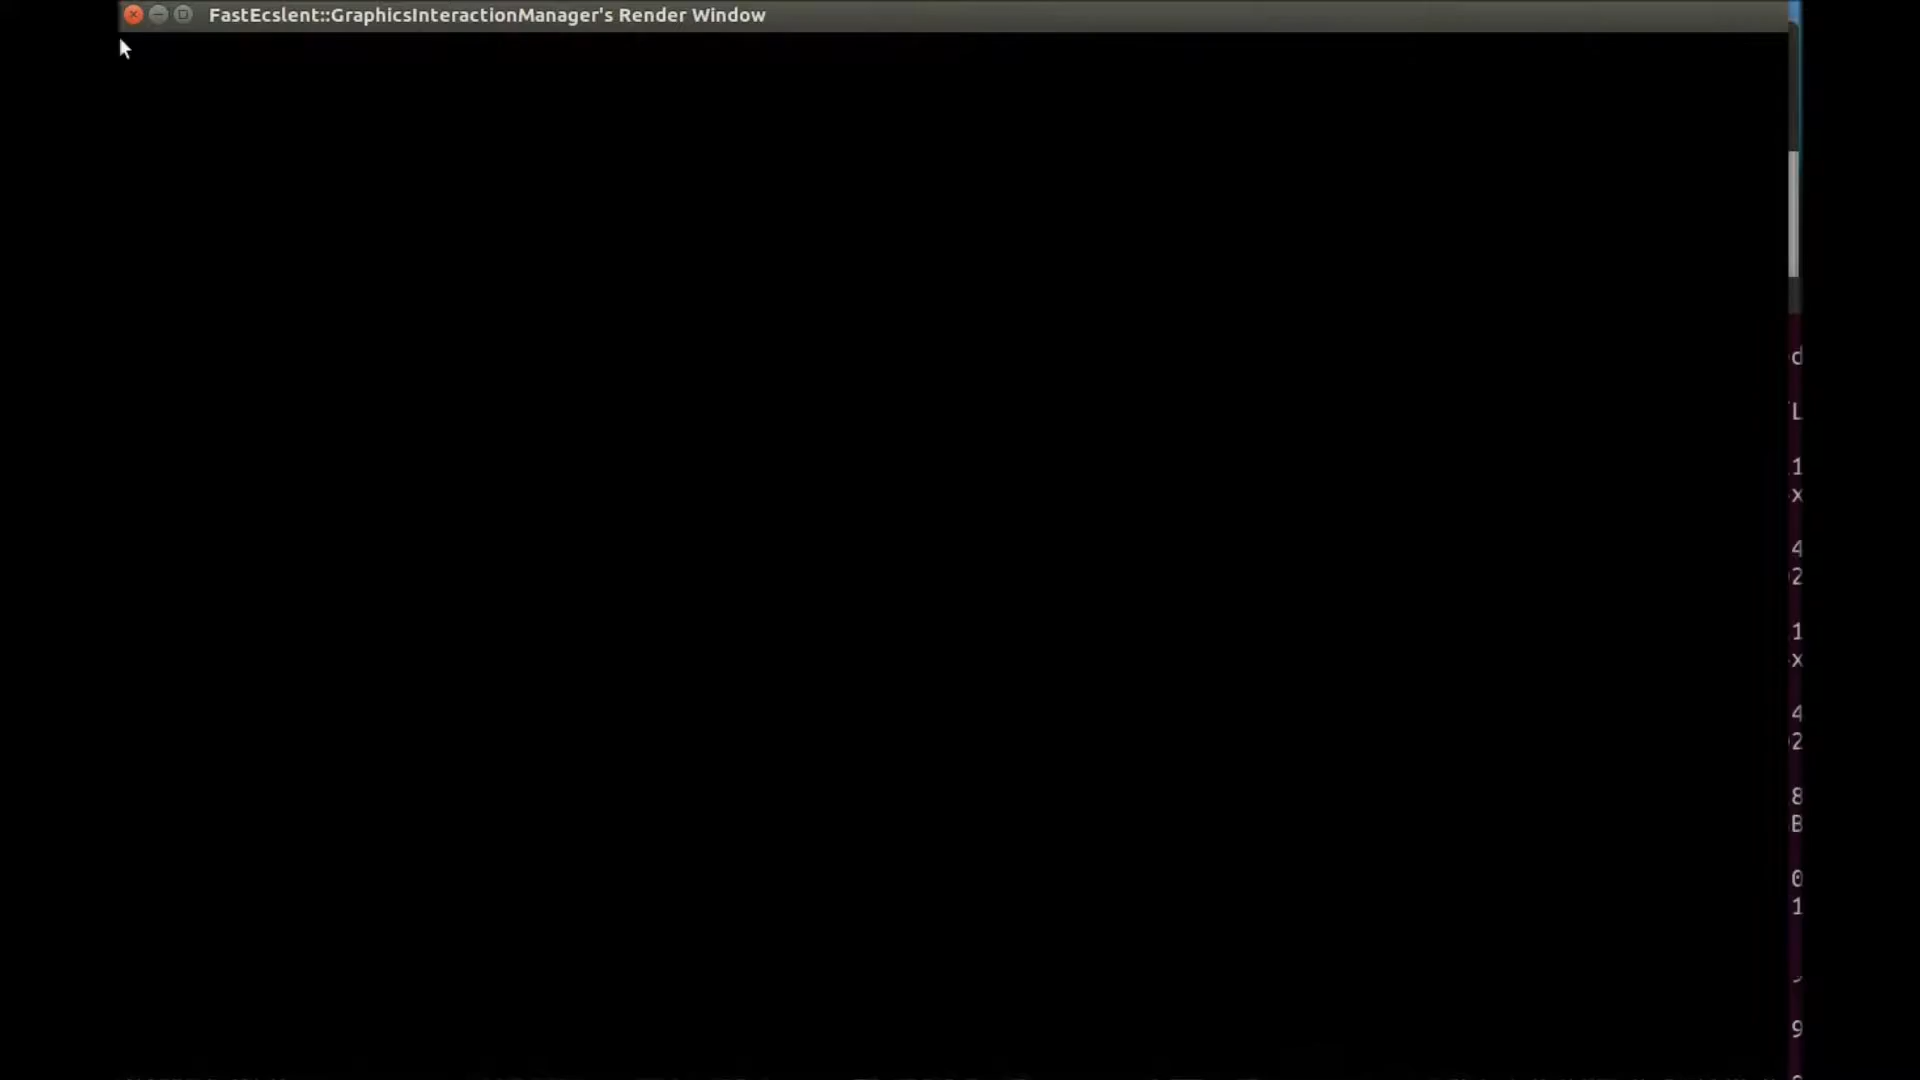 FastEcslent::GraphicsInteractionManager's Render Window
d
L
1
x
4
2
1
x
4
2
8
B
0
1
9